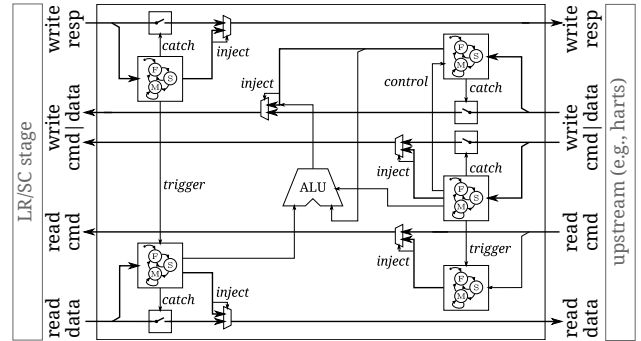 LR/SC stage
write
resp
data
write
cmd|
read
cmd
read
data
catch
inject
F
S
M
inject
trigger
ALU
control
F
S
M
catch
catch
inject
F
S
M
trigger
inject
F
S
M
F
S
M
catch
inject
write
resp
data
write
cmd|
read
cmd
read
data
upstream (e.g., harts)